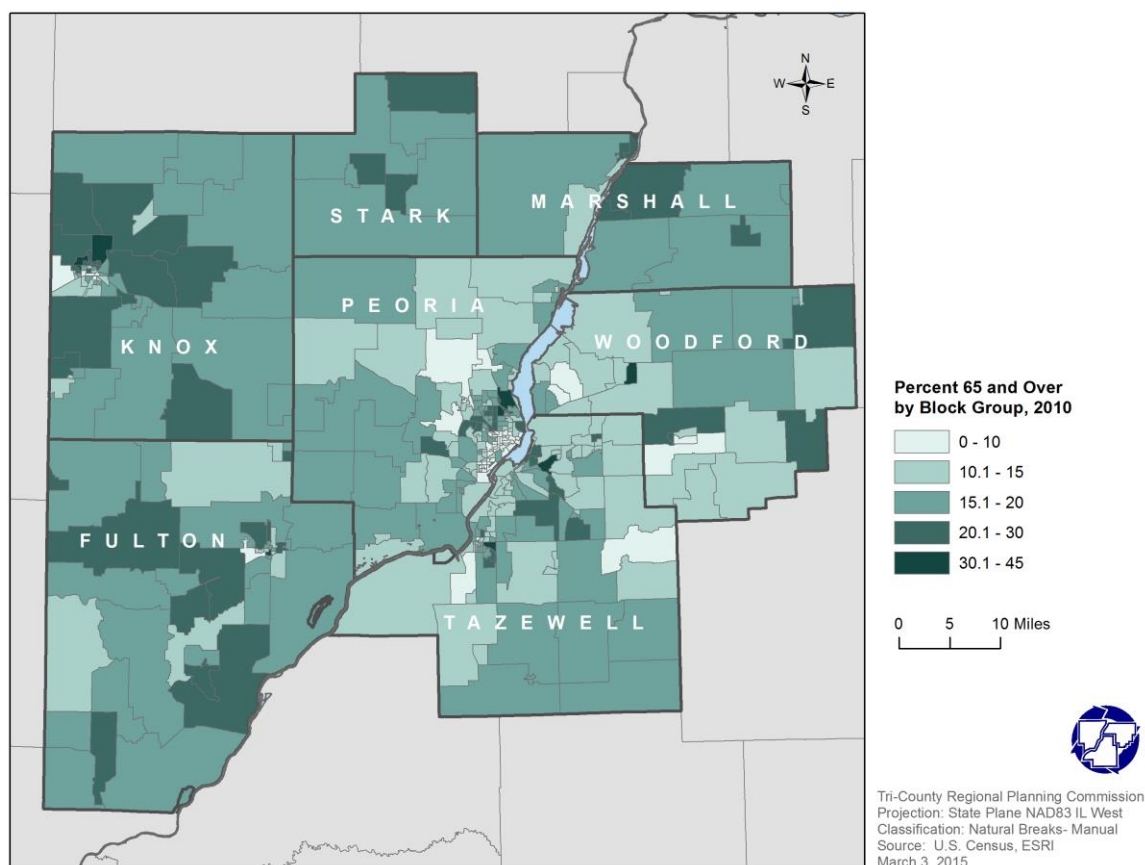 N
W E
S
STARK
MARSHALL
PEORIA
WOODFORD
KNOX
FULTON
TAZEWELL
Percent 65 and Over
by Block Group, 2010
0 - 10
10.1 - 15
15.1 - 20
20.1 - 30
30.1 - 45
0 5 10 Miles
Tri-County Regional Planning Commission
Projection: State Plane NAD83 IL West
Classification: Natural Breaks- Manual
Source: U.S. Census, ESRI
March 3, 2015